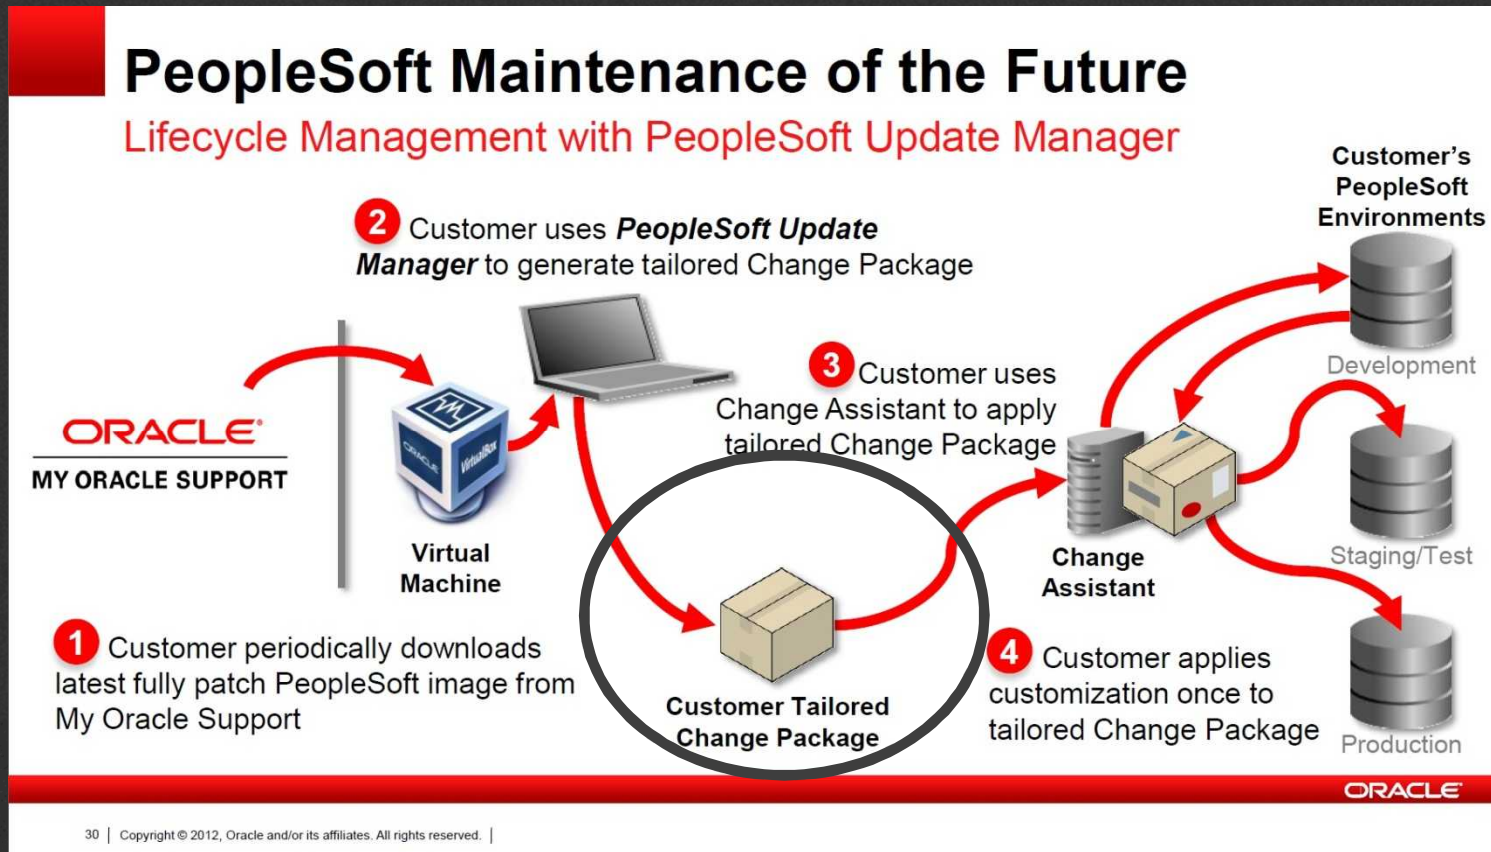 PeopleSoft Maintenance of the Future
Lifecycle Management with PeopleSoft Update Manager
Customer's
PeopleSoft
Environments
2 Customer uses PeopleSoft Update
Manager to generate tailored Change Package
Development
3 Customer uses
Change Assistant to apply
tailored Change Package
ORACLE
MY ORACLE SUPPORT
ORACLE
VirtualBox
Virtual
Machine
Change
Assistant
Staging/Test
1 Customer periodically downloads
latest fully patch PeopleSoft image from
My Oracle Support
Customer Tailored
Change Package
4 Customer applies
customization once to
tailored Change Package
Production
ORACLE
30 | Copyright © 2012, Oracle and/or its affiliates. All rights reserved. |